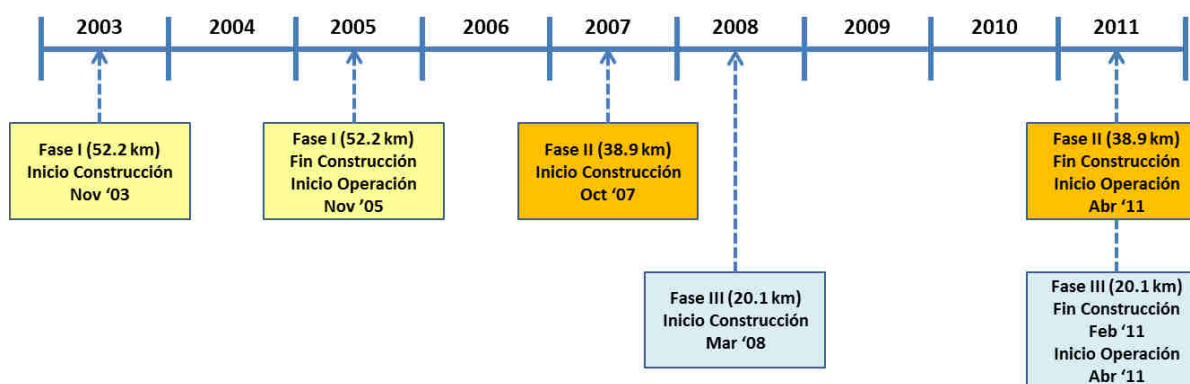 2003 2004 2005 2006 2007 2008 2009 2010 2011
Fase I (52.2 km)
Inicio Construcción
Nov ‘03
Fase I (52.2 km)
Fin Construcción
Inicio Operación
Nov ’05
Fase II (38.9 km)
Inicio Construcción
Oct ‘07
Fase II (38.9 km)
Fin Construcción
Inicio Operación
Abr ‘11
Fase III (20.1 km)
Inicio Construcción
Mar ‘08
Fase III (20.1 km)
Fin Construcción
Feb ‘11
Inicio Operación
Abr ‘11